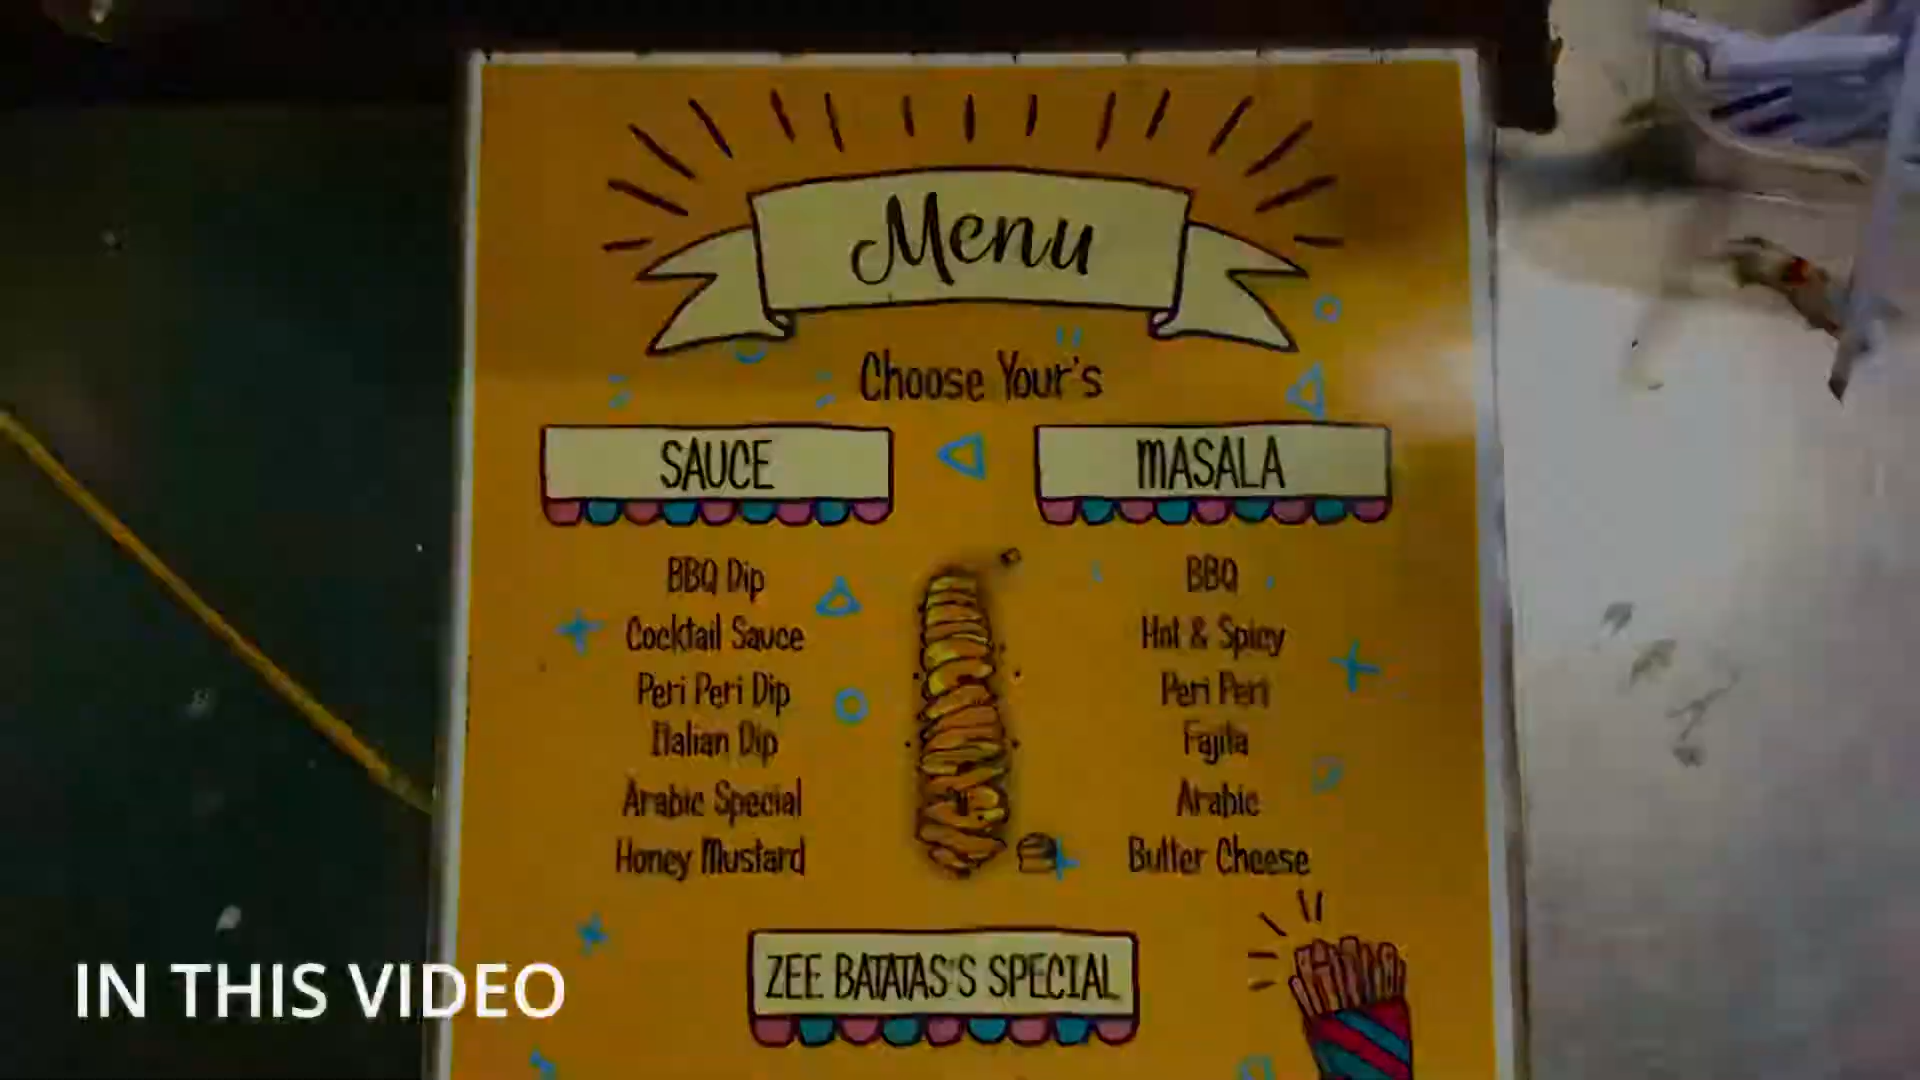 Menu
Choose Your's
SAUCE
MASALA
BBQ Dip
Cocktail Sauce
Peri Peri Dip
Italian Dip
Arabic Special
Honey Mustard
BBQ
Hot & Spicy
Peri Peri
Fajita
Arabic
Butter Cheese
ZEE BATATAS'S SPECIAL
IN THIS VIDEO